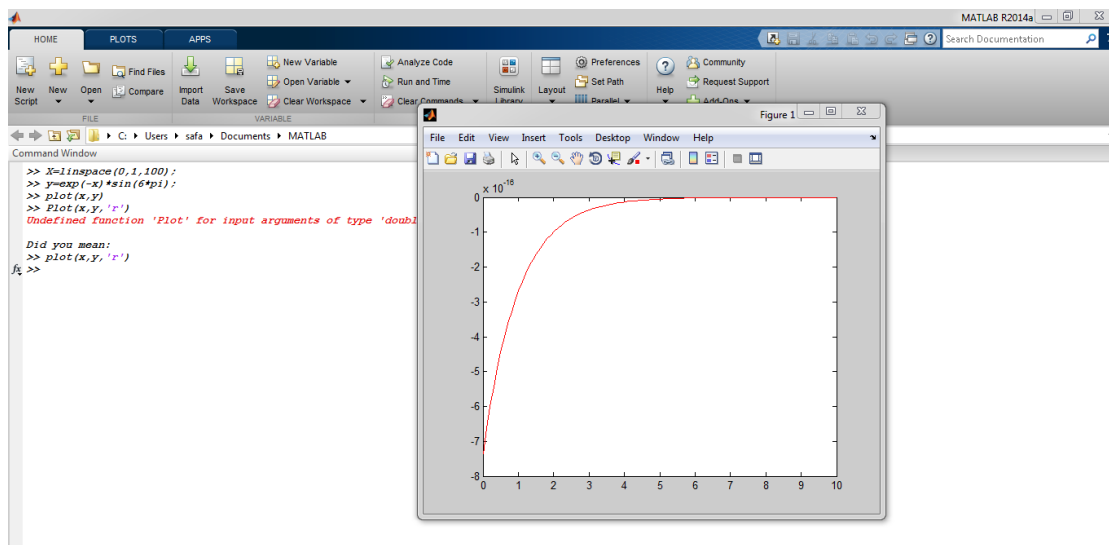 MATLAB R2014a
HOME PLOTS APPS
Search Documentation
New Script
New
Open
Find Files
Compare
Import Data
Save Workspace
New Variable
Open Variable
Clear Workspace
Analyze Code
Run and Time
Clear Commands
Simulink Library
Layout
Preferences
Set Path
Parallel
Help
Community
Request Support
Add-Ons
FILE VARIABLE
C: Users safa Documents MATLAB
Command Window
>> X=linspace(0,1,100);
>> y=exp(-x)*sin(6*pi);
>> plot(x,y)
>> Plot(x,y,'r')
Undefined function 'Plot' for input arguments of type 'doubl
Did you mean:
>> plot(x,y,'r')
fx >>
Figure 1
File Edit View Insert Tools Desktop Window Help
x 10^-16
0
-1
-2
-3
-4
-5
-6
-7
-8
0 1 2 3 4 5 6 7 8 9 10